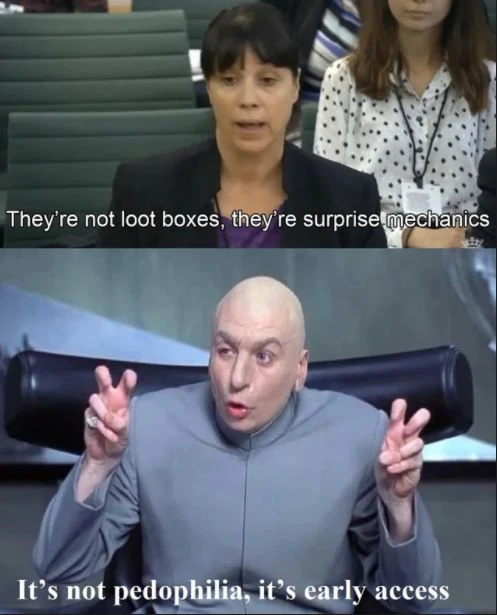 They're not loot boxes, they're surprise mechanics
It's not pedophilia, it's early access